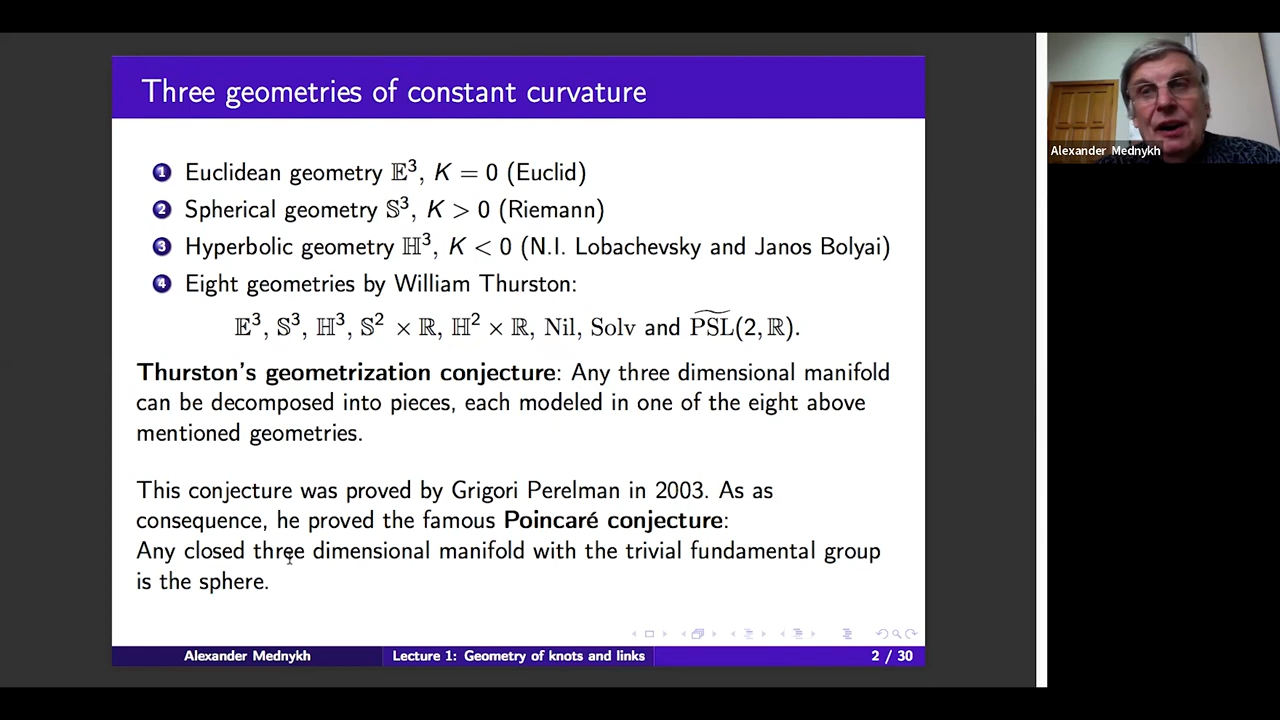 Three geometries of constant curvature
1 Euclidean geometry 𝔼³, K = 0 (Euclid)
2 Spherical geometry 𝕊³, K > 0 (Riemann)
3 Hyperbolic geometry ℍ³, K < 0 (N.I. Lobachevsky and Janos Bolyai)
4 Eight geometries by William Thurston:
𝔼³, 𝕊³, ℍ³, 𝕊² × ℝ, ℍ² × ℝ, Nil, Solv and P͠S͠L͠(2, ℝ).
Thurston's geometrization conjecture: Any three dimensional manifold
can be decomposed into pieces, each modeled in one of the eight above
mentioned geometries.
This conjecture was proved by Grigori Perelman in 2003. As as
consequence, he proved the famous Poincaré conjecture:
Any closed three dimensional manifold with the trivial fundamental group
is the sphere.
Alexander Mednykh Lecture 1: Geometry of knots and links 2 / 30
Alexander Mednykh